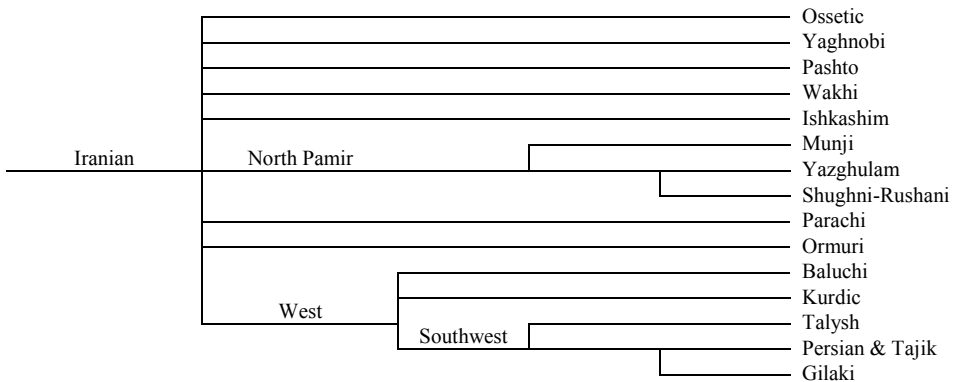 Ossetic
Yaghnobi
Pashto
Wakhi
Ishkashim
Munji
Iranian North Pamir Yazghulam
Shughni-Rushani
Parachi
Ormuri
Baluchi
Kurdic
West Talysh
Southwest Persian & Tajik
Gilaki